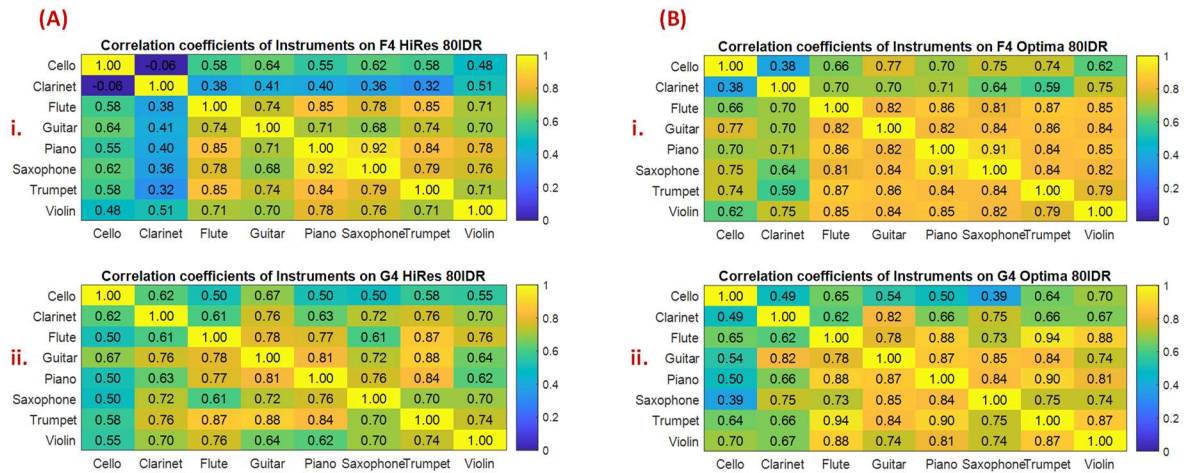 (A)
i.
Correlation coefficients of Instruments on F4 HiRes 80IDR
Cello 1.00 -0.06 0.58 0.64 0.55 0.62 0.58 0.48
Clarinet -0.06 1.00 0.38 0.41 0.40 0.36 0.32 0.51
Flute 0.58 0.38 1.00 0.74 0.85 0.78 0.85 0.71
Guitar 0.64 0.41 0.74 1.00 0.71 0.68 0.74 0.70
Piano 0.55 0.40 0.85 0.71 1.00 0.92 0.84 0.78
Saxophone 0.62 0.36 0.78 0.68 0.92 1.00 0.79 0.76
Trumpet 0.58 0.32 0.85 0.74 0.84 0.79 1.00 0.71
Violin 0.48 0.51 0.71 0.70 0.78 0.76 0.71 1.00
Cello Clarinet Flute Guitar Piano Saxophone Trumpet Violin
1
0.8
0.6
0.4
0.2
0
ii.
Correlation coefficients of Instruments on G4 HiRes 80IDR
Cello 1.00 0.62 0.50 0.67 0.50 0.50 0.58 0.55
Clarinet 0.62 1.00 0.61 0.76 0.63 0.72 0.76 0.70
Flute 0.50 0.61 1.00 0.78 0.77 0.61 0.87 0.76
Guitar 0.67 0.76 0.78 1.00 0.81 0.72 0.88 0.64
Piano 0.50 0.63 0.77 0.81 1.00 0.76 0.84 0.62
Saxophone 0.50 0.72 0.61 0.72 0.76 1.00 0.70 0.70
Trumpet 0.58 0.76 0.87 0.88 0.84 0.70 1.00 0.74
Violin 0.55 0.70 0.76 0.64 0.62 0.70 0.74 1.00
Cello Clarinet Flute Guitar Piano Saxophone Trumpet Violin
1
0.8
0.6
0.4
0.2
0
(B)
i.
Correlation coefficients of Instruments on F4 Optima 80IDR
Cello 1.00 0.38 0.66 0.77 0.70 0.75 0.74 0.62
Clarinet 0.38 1.00 0.70 0.70 0.71 0.64 0.59 0.75
Flute 0.66 0.70 1.00 0.82 0.86 0.81 0.87 0.85
Guitar 0.77 0.70 0.82 1.00 0.82 0.84 0.86 0.84
Piano 0.70 0.71 0.86 0.82 1.00 0.91 0.84 0.85
Saxophone 0.75 0.64 0.81 0.84 0.91 1.00 0.84 0.82
Trumpet 0.74 0.59 0.87 0.86 0.84 0.84 1.00 0.79
Violin 0.62 0.75 0.85 0.84 0.85 0.82 0.79 1.00
Cello Clarinet Flute Guitar Piano Saxophone Trumpet Violin
1
0.8
0.6
0.4
0.2
0
ii.
Correlation coefficients of Instruments on G4 Optima 80IDR
Cello 1.00 0.49 0.65 0.54 0.50 0.39 0.64 0.70
Clarinet 0.49 1.00 0.62 0.82 0.66 0.75 0.66 0.67
Flute 0.65 0.62 1.00 0.78 0.88 0.73 0.94 0.88
Guitar 0.54 0.82 0.78 1.00 0.87 0.85 0.84 0.74
Piano 0.50 0.66 0.88 0.87 1.00 0.84 0.90 0.81
Saxophone 0.39 0.75 0.73 0.85 0.84 1.00 0.75 0.74
Trumpet 0.64 0.66 0.94 0.84 0.90 0.75 1.00 0.87
Violin 0.70 0.67 0.88 0.74 0.81 0.74 0.87 1.00
Cello Clarinet Flute Guitar Piano Saxophone Trumpet Violin
1
0.8
0.6
0.4
0.2
0